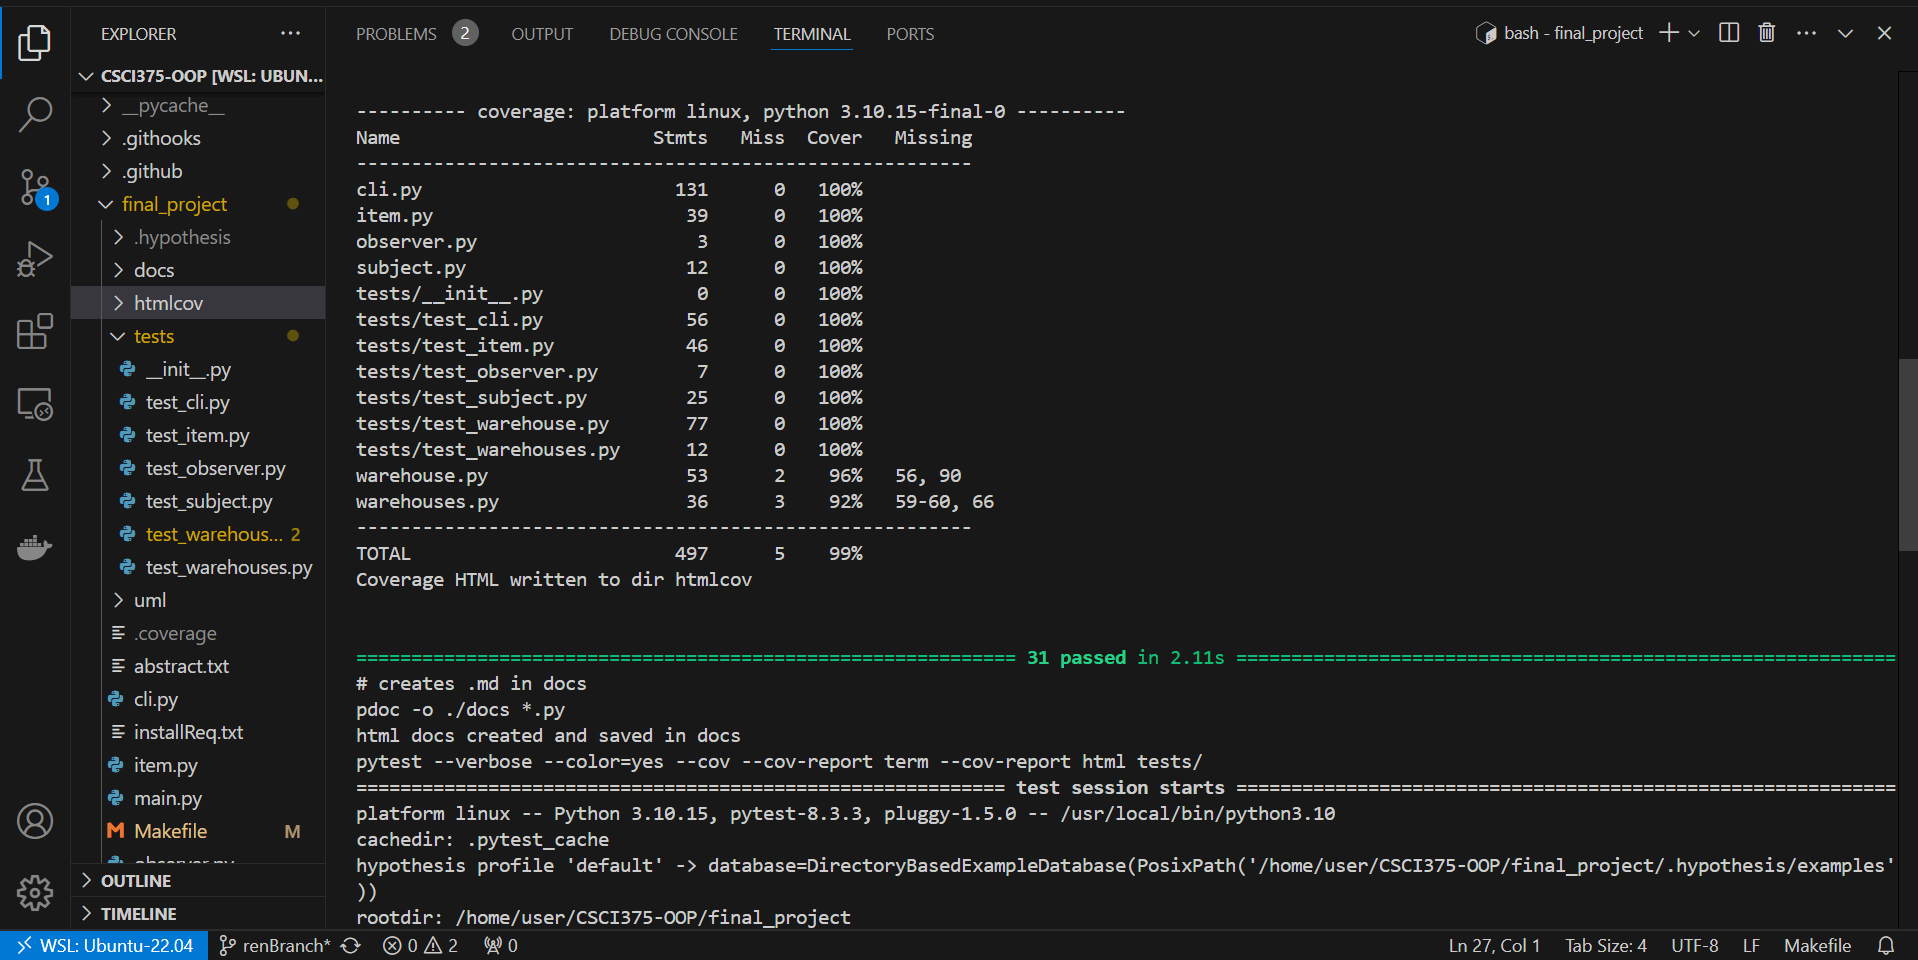 EXPLORER
CSCI375-OOP [WSL: UBUN...
__pycache__
.githooks
.github
final_project
.hypothesis
docs
htmlcov
tests
__init__.py
test_cli.py
test_item.py
test_observer.py
test_subject.py
test_warehous... 2
test_warehouses.py
uml
.coverage
abstract.txt
cli.py
installReq.txt
item.py
main.py
Makefile M
observer.py
OUTLINE
TIMELINE
1
PROBLEMS 2 OUTPUT DEBUG CONSOLE TERMINAL PORTS
bash - final_project
---------- coverage: platform linux, python 3.10.15-final-0 ----------
Name Stmts Miss Cover Missing
--------------------------------------------------------
cli.py 131 0 100%
item.py 39 0 100%
observer.py 3 0 100%
subject.py 12 0 100%
tests/__init__.py 0 0 100%
tests/test_cli.py 56 0 100%
tests/test_item.py 46 0 100%
tests/test_observer.py 7 0 100%
tests/test_subject.py 25 0 100%
tests/test_warehouse.py 77 0 100%
tests/test_warehouses.py 12 0 100%
warehouse.py 53 2 96% 56, 90
warehouses.py 36 3 92% 59-60, 66
--------------------------------------------------------
TOTAL 497 5 99%
Coverage HTML written to dir htmlcov
============================================================ 31 passed in 2.11s ============================================================
# creates .md in docs
pdoc -o ./docs *.py
html docs created and saved in docs
pytest --verbose --color=yes --cov --cov-report term --cov-report html tests/
=========================================================== test session starts ============================================================
platform linux -- Python 3.10.15, pytest-8.3.3, pluggy-1.5.0 -- /usr/local/bin/python3.10
cachedir: .pytest_cache
hypothesis profile 'default' -> database=DirectoryBasedExampleDatabase(PosixPath('/home/user/CSCI375-OOP/final_project/.hypothesis/examples'
))
rootdir: /home/user/CSCI375-OOP/final_project
WSL: Ubuntu-22.04 renBranch* 0 2 0 Ln 27, Col 1 Tab Size: 4 UTF-8 LF Makefile